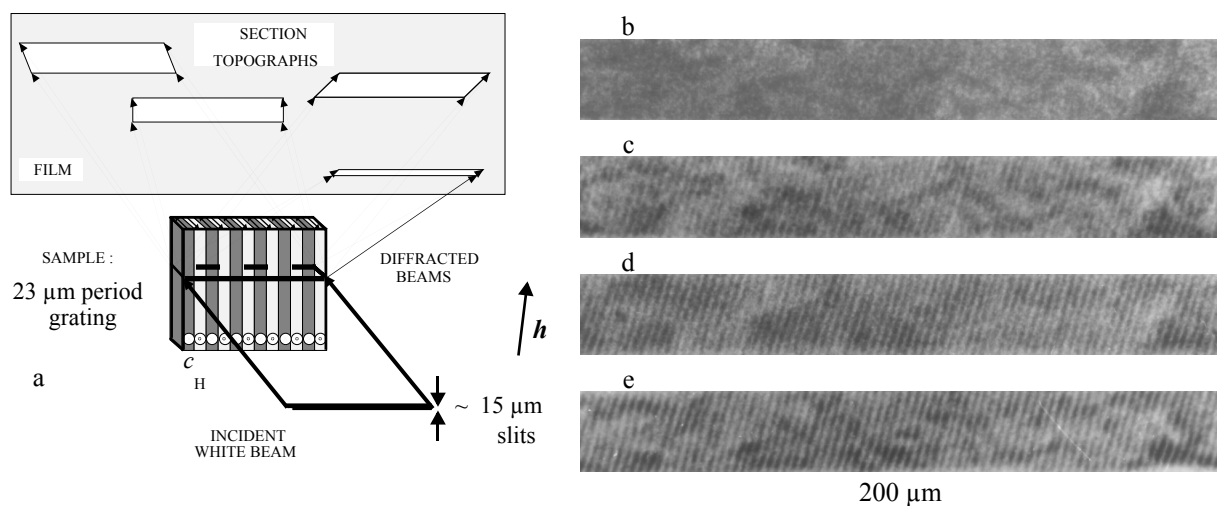 SECTION
TOPOGRAPHS
FILM
SAMPLE :
23 µm period
grating
DIFFRACTED
BEAMS
h
c
H
a
~ 15 µm
slits
INCIDENT
WHITE BEAM
b
c
d
e
200 µm